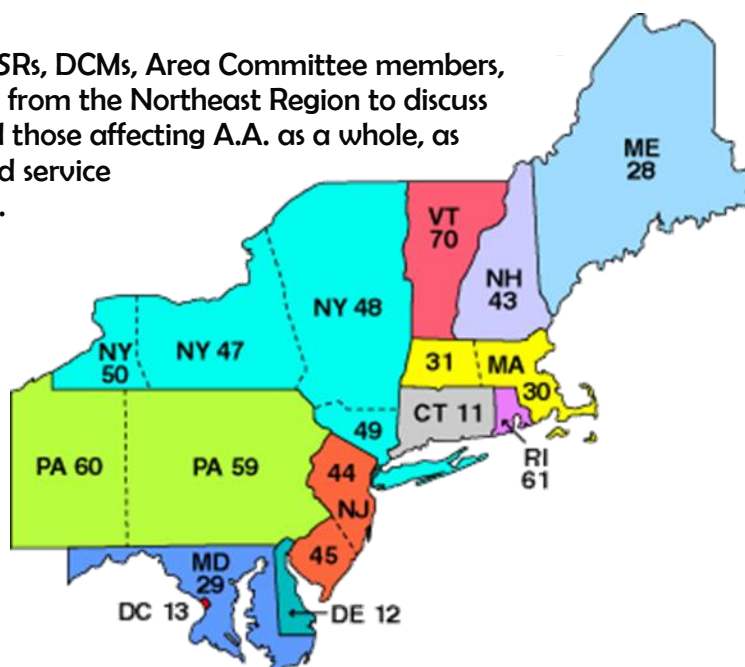 SRs, DCMs, Area Committee members,
from the Northeast Region to discuss
those affecting A.A. as a whole, as
service
.
ME
28
VT
70
NH
43
NY 48
NY 47
NY
50
31
MA
30
CT 11
49
RI
61
PA 60
PA 59
44
NJ
45
MD
29
DC 13
DE 12